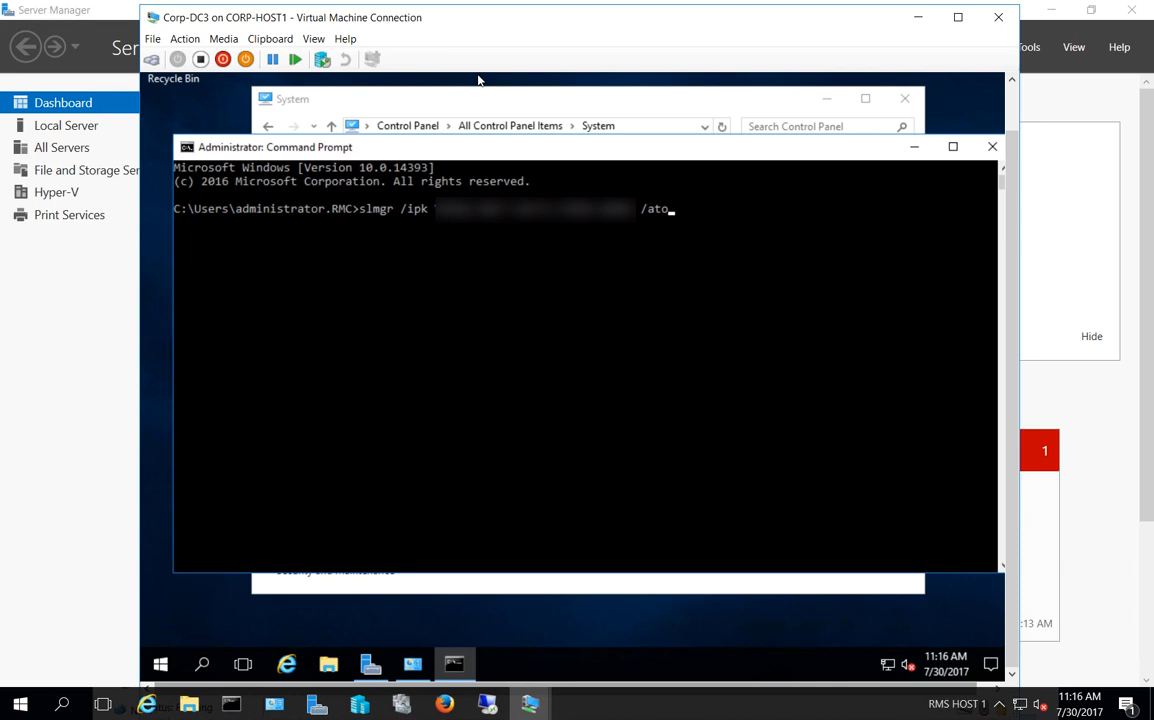 Server Manager
Corp-DC3 on CORP-HOST1 - Virtual Machine Connection
File Action Media Clipboard View Help
Ser
ools View Help
Recycle Bin
System
Control Panel > All Control Panel Items > System
Search Control Panel
Dashboard
Local Server
All Servers
File and Storage Ser
Hyper-V
Print Services
Administrator: Command Prompt
Microsoft Windows [Version 10.0.14393]
(c) 2016 Microsoft Corporation. All rights reserved.
C:\Users\administrator.RMC>slmgr /ipk /ato
Hide
1
:13 AM
11:16 AM
7/30/2017
RMS HOST 1
11:16 AM
7/30/2017
1